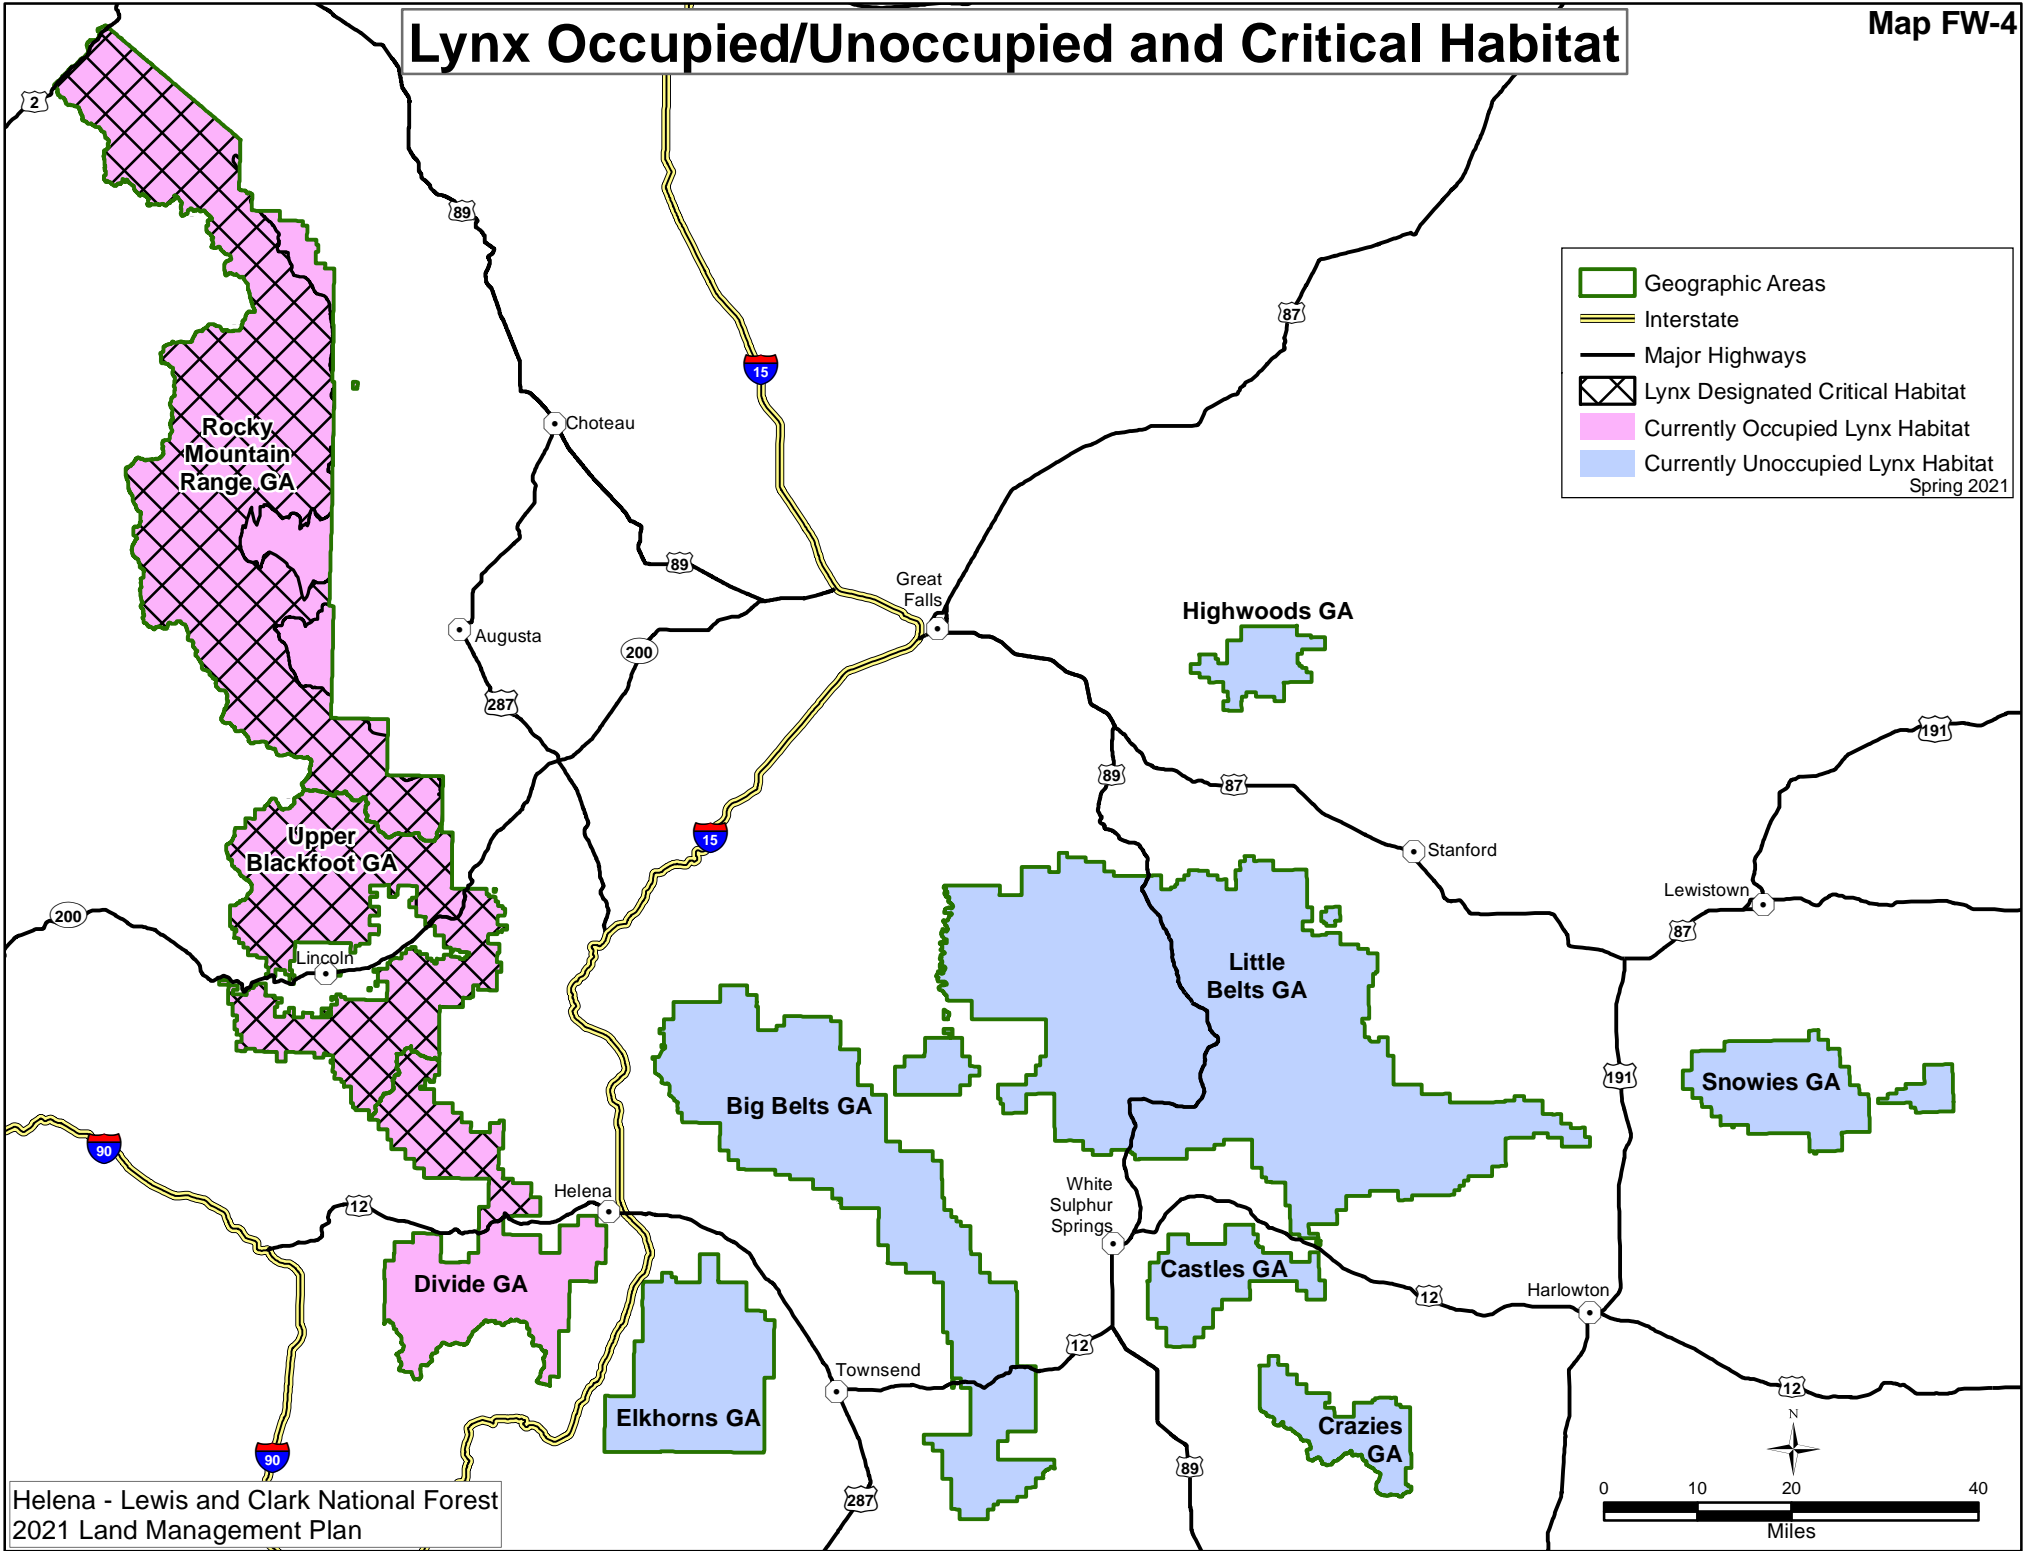 Lynx Occupied/Unoccupied and Critical Habitat
Map FW-4
2
89
15
87
Geographic Areas
Interstate
Major Highways
Lynx Designated Critical Habitat
Currently Occupied Lynx Habitat
Currently Unoccupied Lynx Habitat
Spring 2021
Choteau
Rocky
Mountain
Range GA
89
Great
Falls
Highwoods GA
Augusta
200
287
191
89
87
15
Upper
Blackfoot GA
Stanford
Lewistown
200
87
Lincoln
Little
Belts GA
191
Snowies GA
Big Belts GA
90
12
Helena
White
Sulphur
Springs
Divide GA
Castles GA
12
Harlowton
12
Townsend
12
Elkhorns GA
Crazies
GA
N
90
89
287
0 10 20 40
Miles
Helena - Lewis and Clark National Forest
2021 Land Management Plan